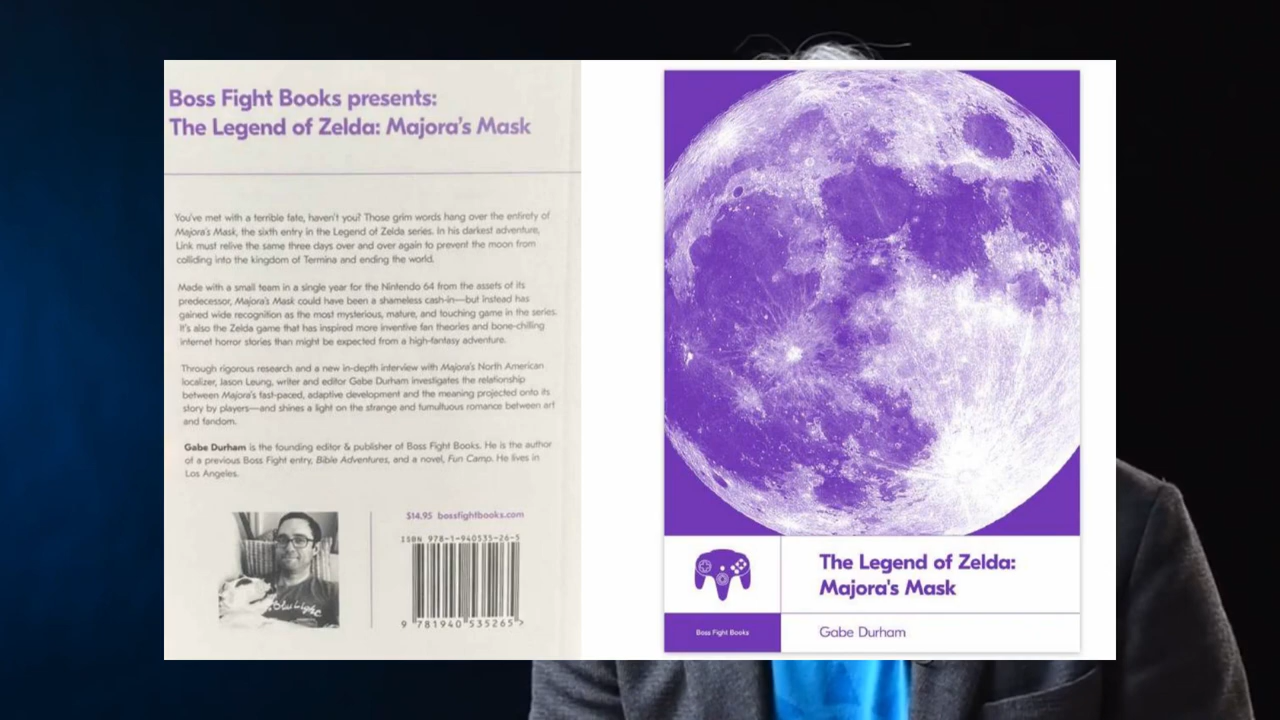 Boss Fight Books presents:
The Legend of Zelda: Majora's Mask
You've met with a terrible fate, haven't you? Those grim words hang over the entirety of
Majora's Mask, the sixth entry in the Legend of Zelda series. In his darkest adventure,
Link must relive the same three days over and over again to prevent the moon from
colliding into the kingdom of Termina and ending the world.
Made with a small team in a single year for the Nintendo 64 from the assets of its
predecessor, Majora's Mask could have been a shameless cash-in—but instead has
gained wide recognition as the most mysterious, mature, and touching game in the series.
It's also the Zelda game that has inspired more inventive fan theories and bone-chilling
internet horror stories than might be expected from a high-fantasy adventure.
Through rigorous research and a new in-depth interview with Majora's North American
localizer, Jason Leung, writer and editor Gabe Durham investigates the relationship
between Majora's fast-paced, adaptive development and the meaning projected onto its
story by players—and shines a light on the strange and tumultuous romance between art
and fandom.
Gabe Durham is the founding editor & publisher of Boss Fight Books. He is the author
of a previous Boss Fight entry, Bible Adventures, and a novel, Fun Camp. He lives in
Los Angeles.
$14.95 bossfightbooks.com
ISBN 978-1-940535-26-5
9 781940 535265 >
The Legend of Zelda:
Majora's Mask
Boss Fight Books
Gabe Durham